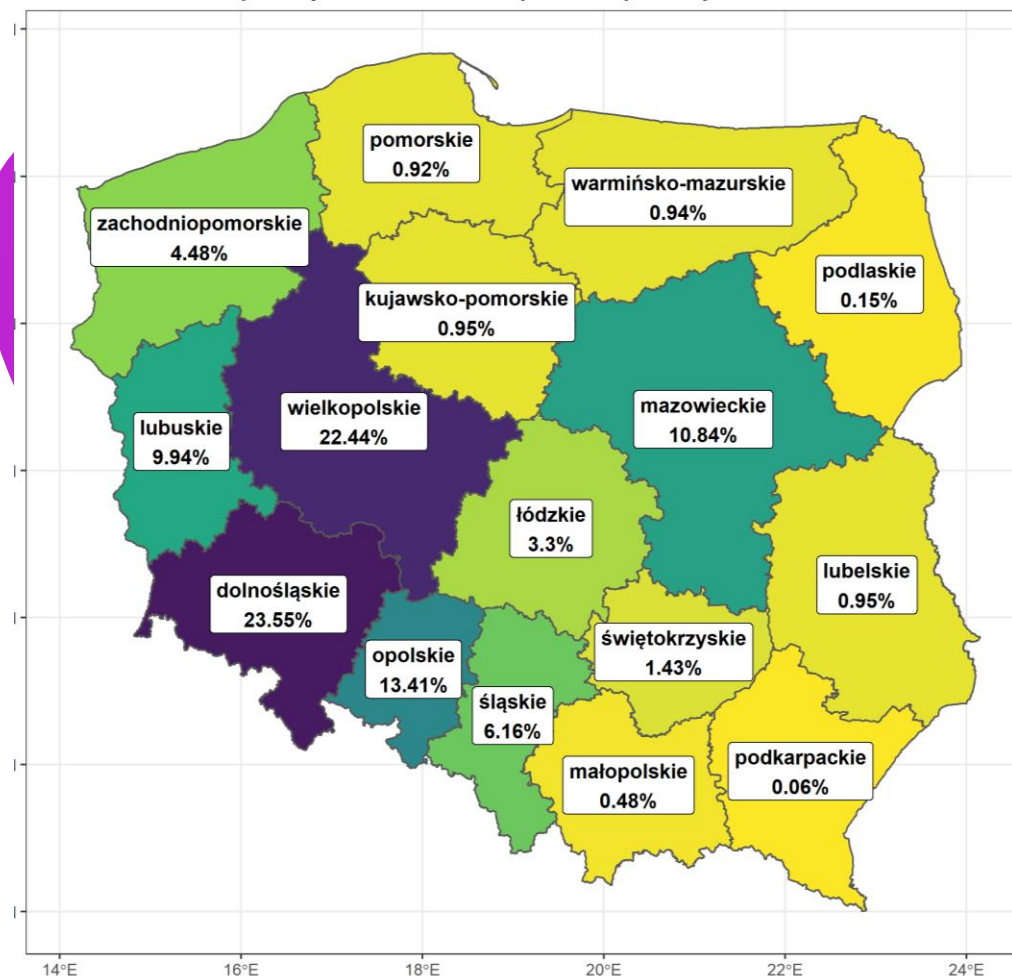 pomorskie
0.92%
warmińsko-mazurskie
0.94%
zachodniopomorskie
4.48%
podlaskie
0.15%
kujawsko-pomorskie
0.95%
wielkopolskie
22.44%
mazowieckie
10.84%
lubuskie
9.94%
łódzkie
3.3%
lubelskie
0.95%
dolnośląskie
23.55%
świętokrzyskie
1.43%
opolskie
13.41%
śląskie
6.16%
małopolskie
0.48%
podkarpackie
0.06%
14°E 16°E 18°E 20°E 22°E 24°E